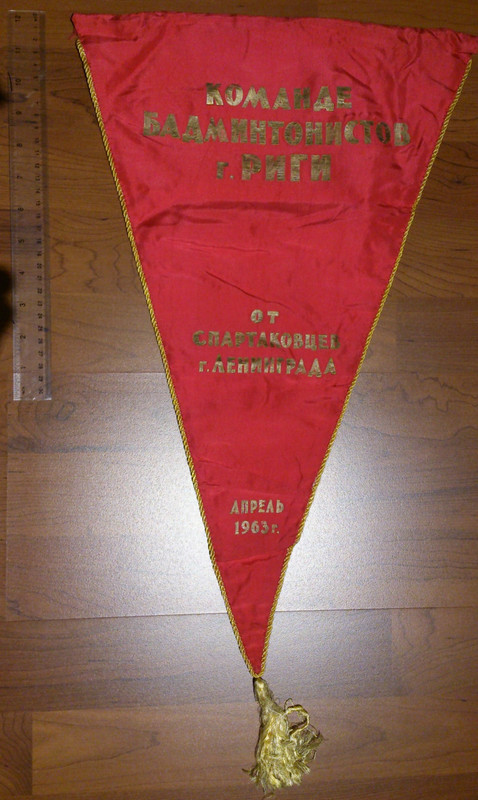 КОМАНДЕ
БАДМИНТОНИСТОВ
г. РИГИ
ОТ
СПАРТАКОВЦЕВ
г. ЛЕНИНГРАДА
АПРЕЛЬ
1963 г.